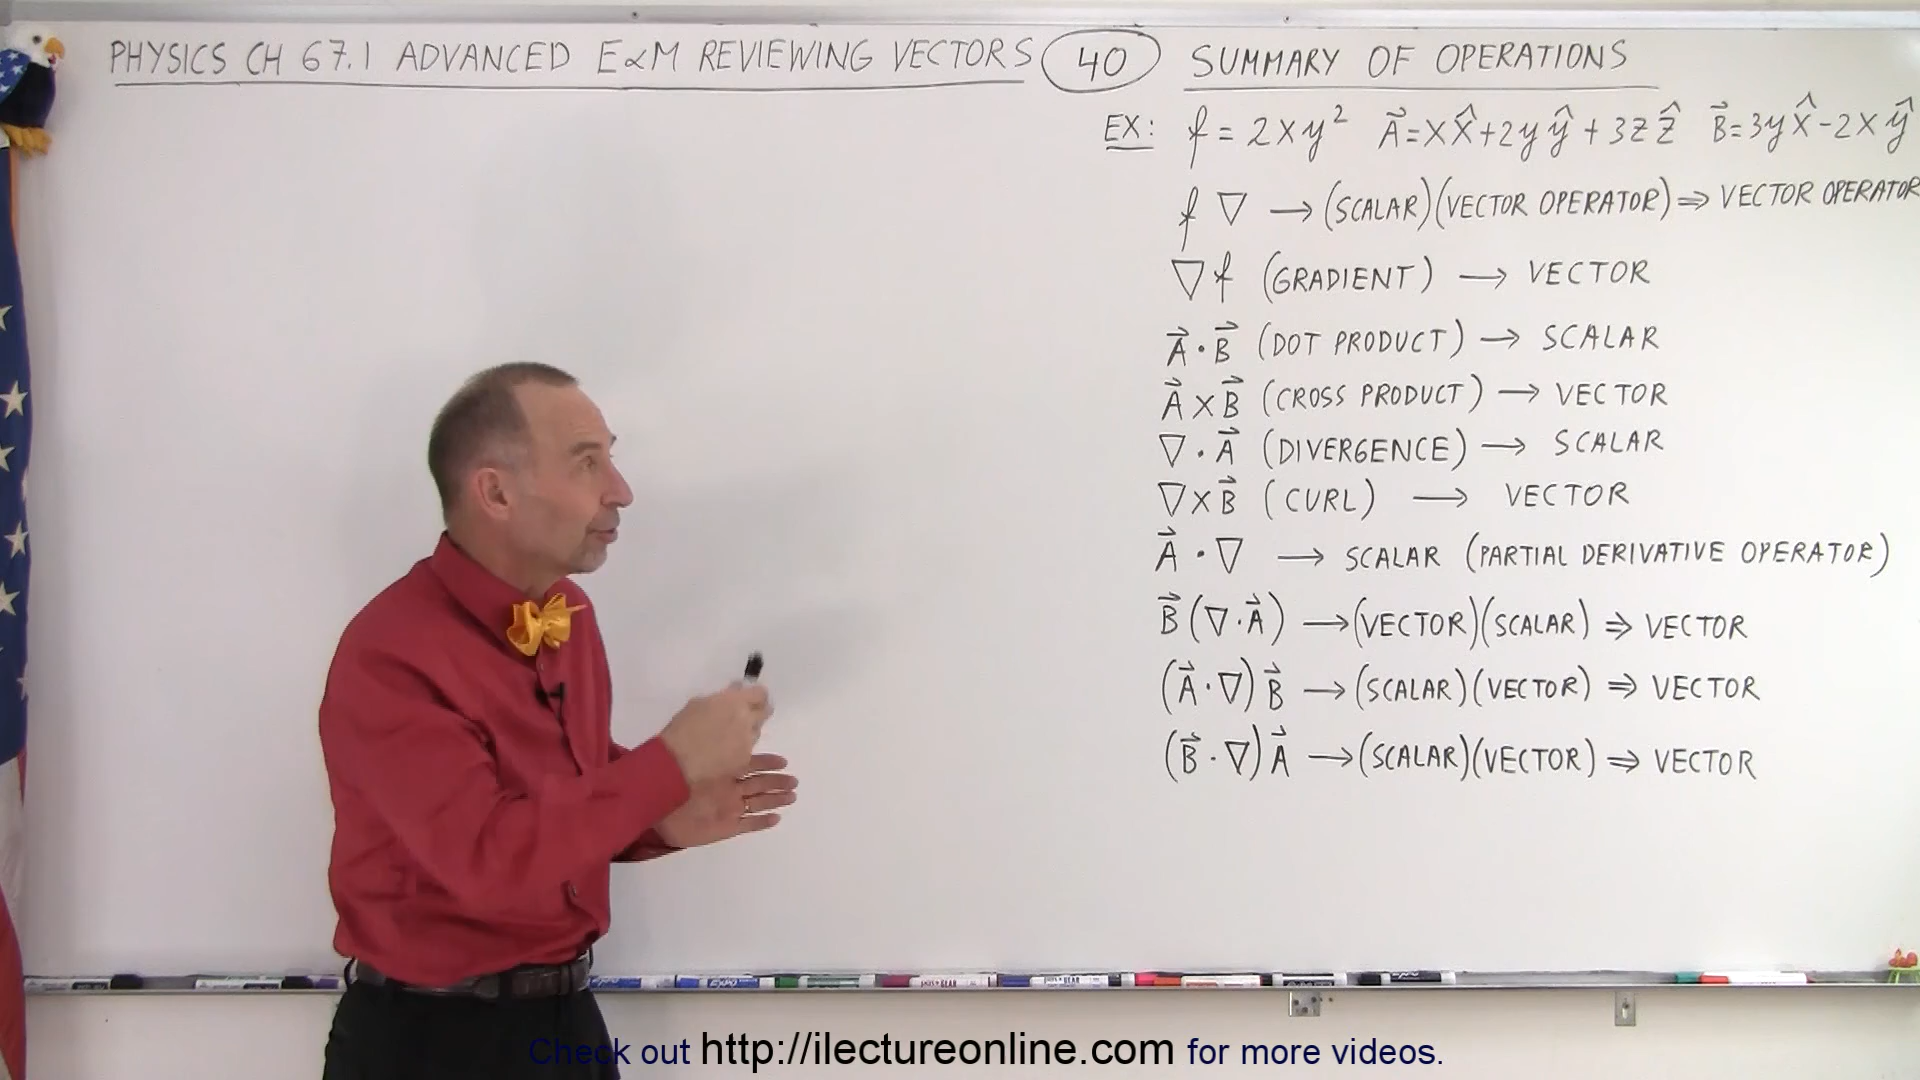 PHYSICS CH 67.1 ADVANCED E&M REVIEWING VECTORS 40 SUMMARY OF OPERATIONS
EX: f = 2xy² A⃗=xx̂+2yŷ+3zẑ B⃗=3yx̂-2xŷ
f ∇ → (SCALAR)(VECTOR OPERATOR) ⇒ VECTOR OPERATOR
∇f (GRADIENT) → VECTOR
A⃗·B⃗ (DOT PRODUCT) → SCALAR
A⃗×B⃗ (CROSS PRODUCT) → VECTOR
∇·A⃗ (DIVERGENCE) → SCALAR
∇×B⃗ (CURL) → VECTOR
A⃗·∇ → SCALAR (PARTIAL DERIVATIVE OPERATOR)
B⃗(∇·A⃗) → (VECTOR)(SCALAR) ⇒ VECTOR
(A⃗·∇)B⃗ → (SCALAR)(VECTOR) ⇒ VECTOR
(B⃗·∇)A⃗ → (SCALAR)(VECTOR) ⇒ VECTOR
Check out http://ilectureonline.com for more videos.